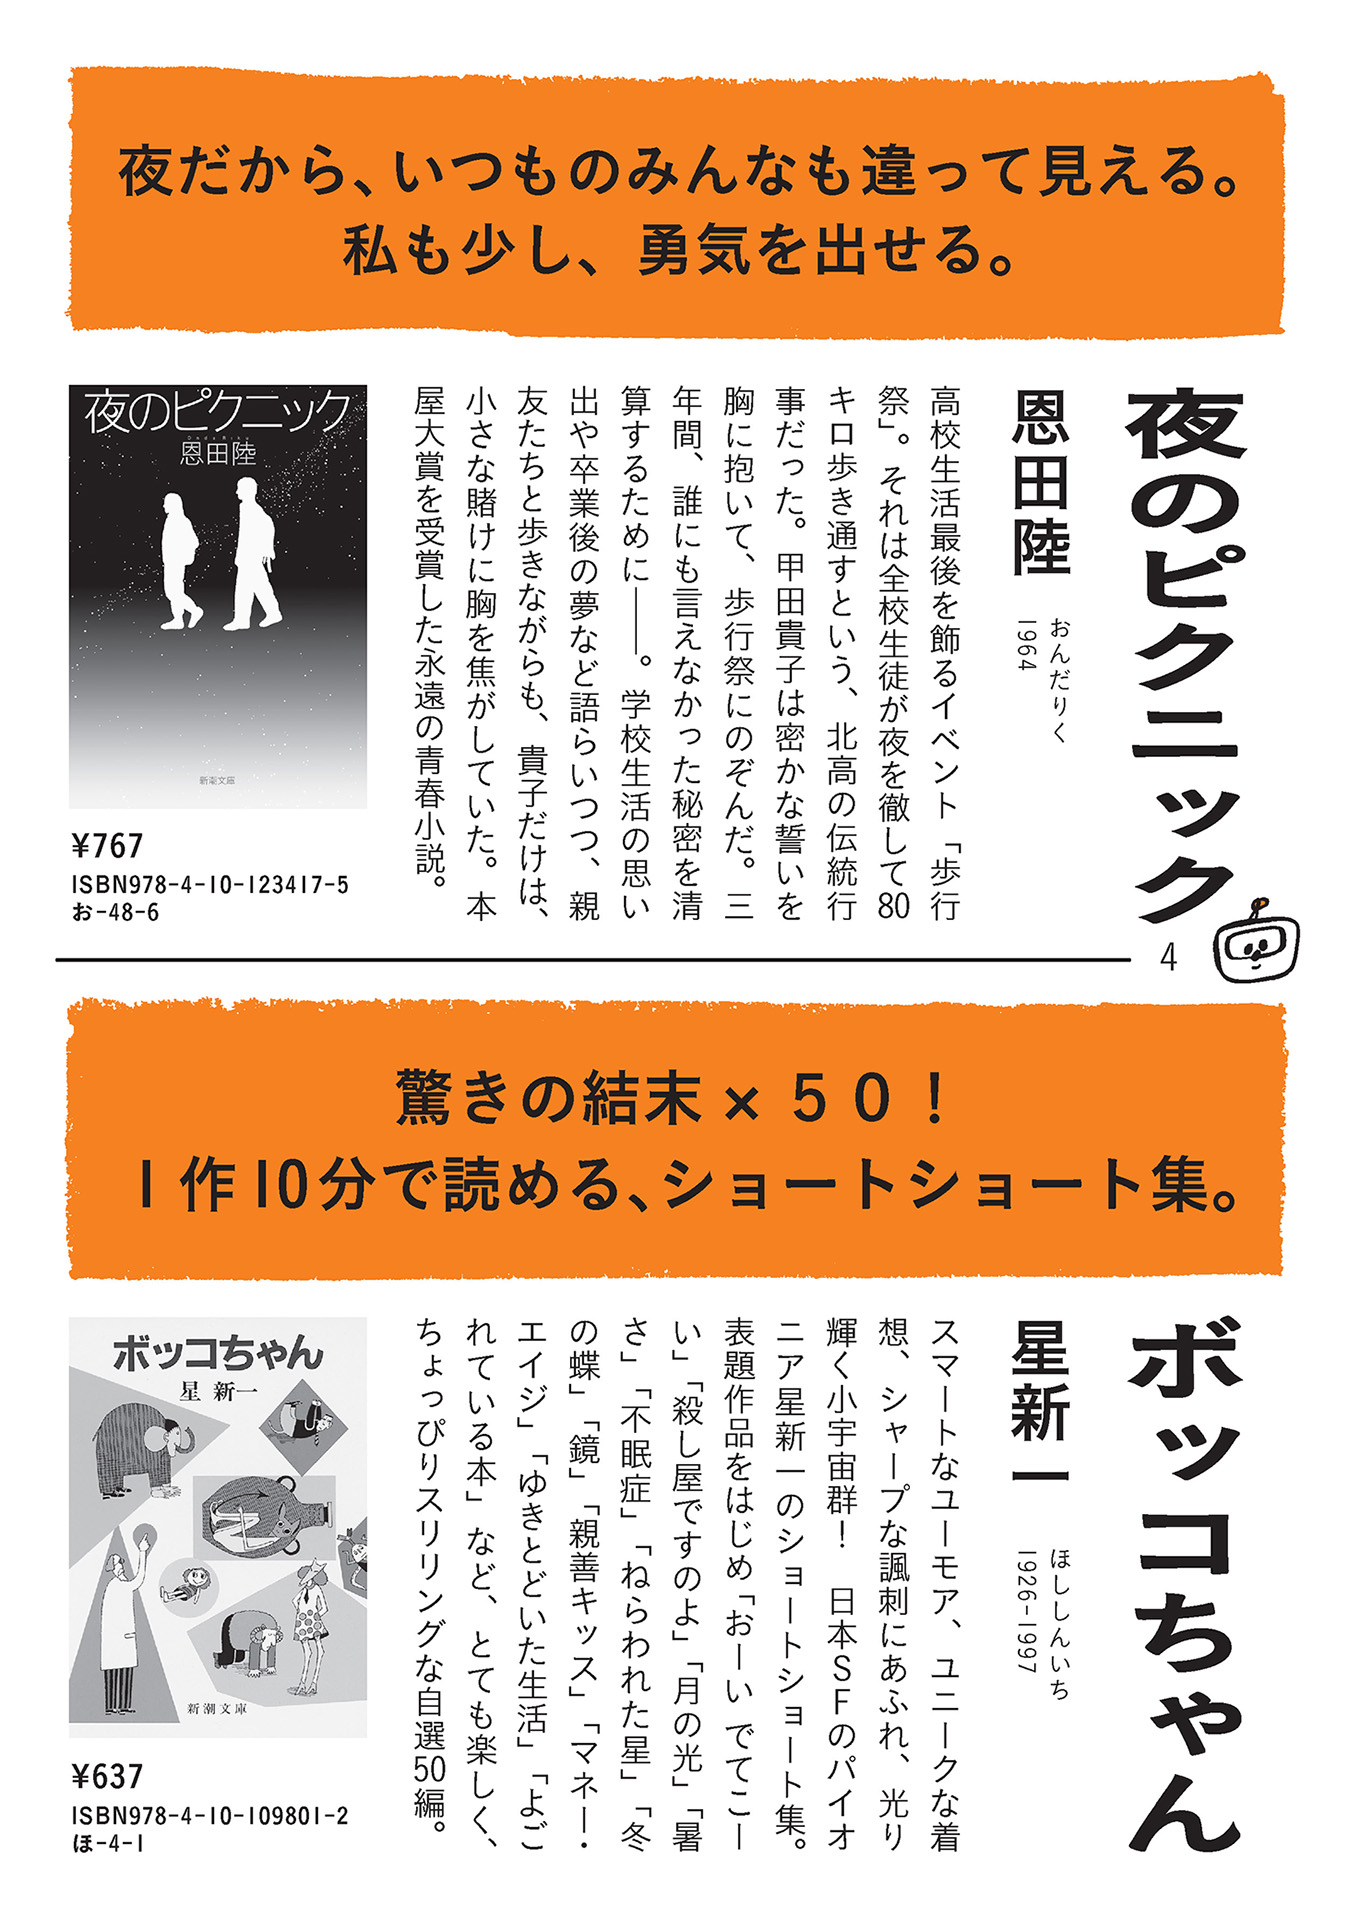 夜だから、いつものみんなも違って見える。
私も少し、勇気を出せる。
夜のピクニック
恩田陸
おんだりく
1964
高校生活最後を飾るイベント「歩行
祭」。それは全校生徒が夜を徹して80
キロ歩き通すという、北高の伝統行
事だった。甲田貴子は密かな誓いを
胸に抱いて、歩行祭にのぞんだ。三
年間、誰にも言えなかった秘密を清
算するために――。学校生活の思い
出や卒業後の夢など語らいつつ、親
友たちと歩きながらも、貴子だけは、
小さな賭けに胸を焦がしていた。本
屋大賞を受賞した永遠の青春小説。
夜のピクニック
Onda Riku
恩田陸
新潮文庫
¥767
ISBN978-4-10-123417-5
お-48-6
4
驚きの結末×50!
1作10分で読める、ショートショート集。
ボッコちゃん
星新一
ほししんいち
1926-1997
スマートなユーモア、ユニークな着
想、シャープな諷刺にあふれ、光り
輝く小宇宙群! 日本SFのパイオ
ニア星新一のショートショート集。
表題作品をはじめ「おーい でてこー
い」「殺し屋ですのよ」「月の光」「暑
さ」「不眠症」「ねらわれた星」「冬
の蝶」「鏡」「親善キッス」「マネー・
エイジ」「ゆきとどいた生活」「よご
れている本」など、とても楽しく、
ちょっぴりスリリングな自選50編。
ボッコちゃん
星 新一
新潮文庫
¥637
ISBN978-4-10-109801-2
ほ-4-1